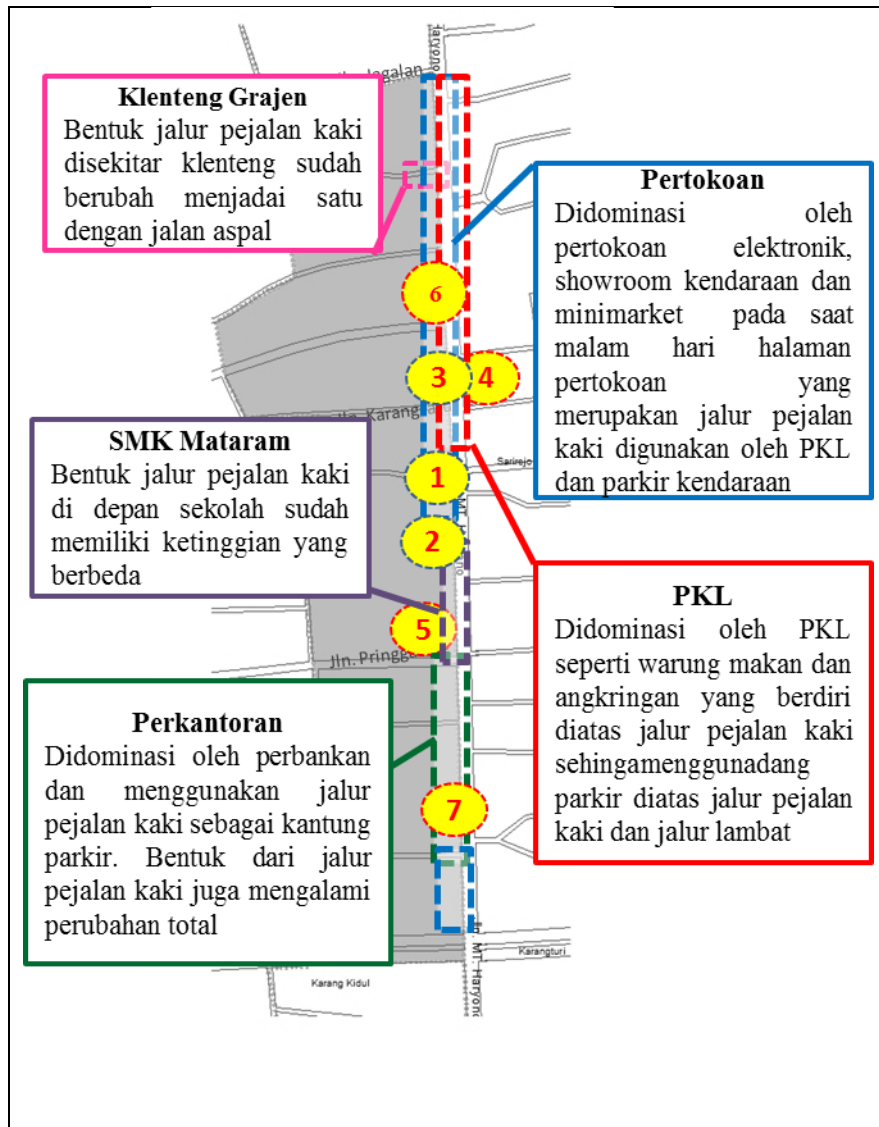 Haryono
Jagalan
Klenteng Grajen
Bentuk jalur pejalan kaki
disekitar klenteng sudah
berubah menjadai satu
dengan jalan aspal
Pertokoan
Didominasi oleh
pertokoan elektronik,
showroom kendaraan dan
minimarket pada saat
malam hari halaman
pertokoan yang
merupakan jalur pejalan
kaki digunakan oleh PKL
dan parkir kendaraan
6
3
4
SMK Mataram
Bentuk jalur pejalan kaki
di depan sekolah sudah
memiliki ketinggian yang
berbeda
Sarirejo
1
2
5
Jln.
PKL
Didominasi oleh PKL
seperti warung makan dan
angkringan yang berdiri
diatas jalur pejalan kaki
sehingamenggunadang
parkir diatas jalur pejalan
kaki dan jalur lambat
Perkantoran
Didominasi oleh perbankan
dan menggunakan jalur
pejalan kaki sebagai kantung
parkir. Bentuk dari jalur
pejalan kaki juga mengalami
perubahan total
7
Jln. MT. Haryono
Karangturi
Karang Kidul